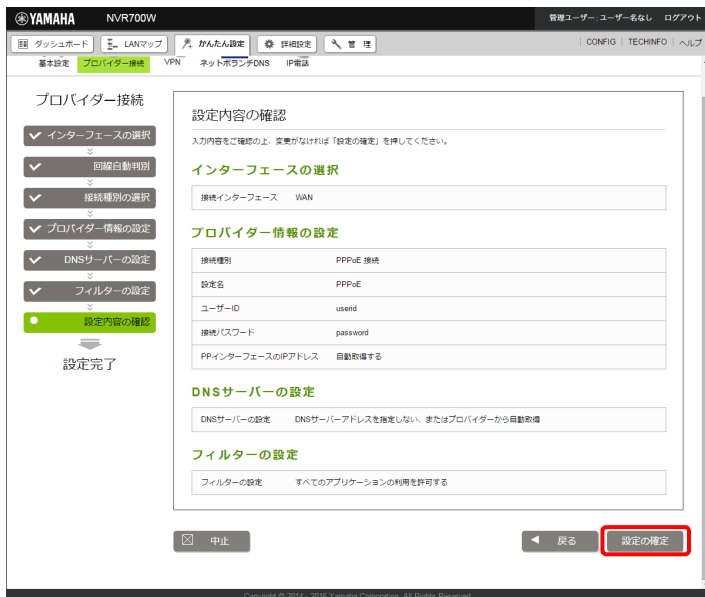 YAMAHA NVR700W 管理ユーザー:ユーザー名なし ログアウト
ダッシュボード LANマップ かんたん設定 詳細設定 管 理 CONFIG TECHINFO ヘルプ
基本設定 プロバイダー接続 VPN ネットボランチDNS IP電話
プロバイダー接続
インターフェースの選択
回線自動判別
接続種別の選択
プロバイダー情報の設定
DNSサーバーの設定
フィルターの設定
設定内容の確認
設定完了
設定内容の確認
入力内容をご確認の上、変更がなければ「設定の確定」を押してください。
インターフェースの選択
接続インターフェース WAN
プロバイダー情報の設定
接続種別 PPPoE 接続
設定名 PPPoE
ユーザーID userid
接続パスワード password
PPインターフェースのIPアドレス 自動取得する
DNSサーバーの設定
DNSサーバーの設定 DNSサーバーアドレスを指定しない、またはプロバイダーから自動取得
フィルターの設定
フィルターの設定 すべてのアプリケーションの利用を許可する
中止 戻る 設定の確定
Copyright © 2014 - 2016 Yamaha Corporation. All Rights Reserved.